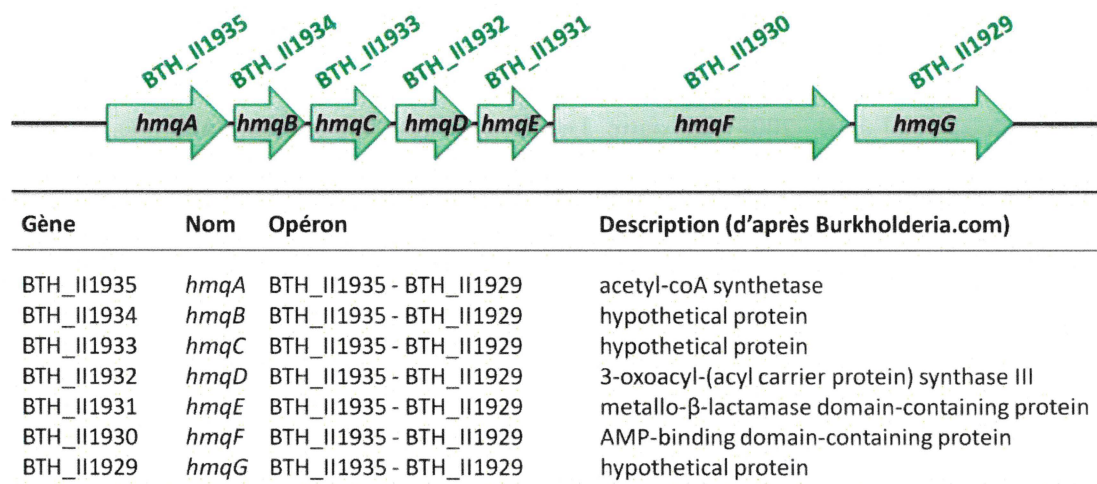 BTH_II1935 BTH_II1934 BTH_II1933 BTH_II1932 BTH_II1931 BTH_II1930 BTH_II1929
hmqA hmqB hmqC hmqD hmqE hmqF hmqG
Gène Nom Opéron Description (d'après Burkholderia.com)
BTH_II1935 hmqA BTH_II1935 - BTH_II1929 acetyl-coA synthetase
BTH_II1934 hmqB BTH_II1935 - BTH_II1929 hypothetical protein
BTH_II1933 hmqC BTH_II1935 - BTH_II1929 hypothetical protein
BTH_II1932 hmqD BTH_II1935 - BTH_II1929 3-oxoacyl-(acyl carrier protein) synthase III
BTH_II1931 hmqE BTH_II1935 - BTH_II1929 metallo-β-lactamase domain-containing protein
BTH_II1930 hmqF BTH_II1935 - BTH_II1929 AMP-binding domain-containing protein
BTH_II1929 hmqG BTH_II1935 - BTH_II1929 hypothetical protein